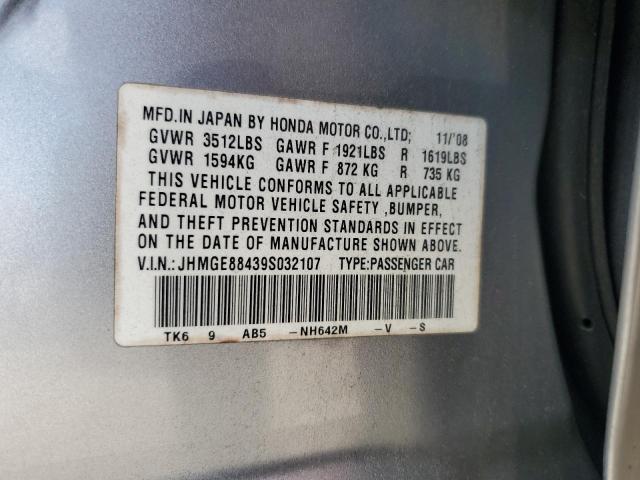 MFD.IN JAPAN BY HONDA MOTOR CO.,LTD; 11/'08
GVWR 3512LBS GAWR F 1921LBS R 1619LBS
GVWR 1594KG GAWR F 872 KG R 735 KG
THIS VEHICLE CONFORMS TO ALL APPLICABLE
FEDERAL MOTOR VEHICLE SAFETY ,BUMPER,
AND THEFT PREVENTION STANDARDS IN EFFECT
ON THE DATE OF MANUFACTURE SHOWN ABOVE.
V.I.N.: JHMGE88439S032107 TYPE:PASSENGER CAR
TK6 9 AB5 -NH642M -V -S